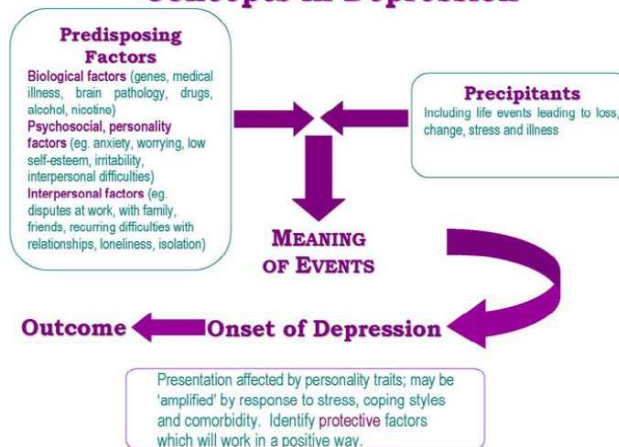 Concepts in Depression
Predisposing
Factors
Biological factors (genes, medical
illness, brain pathology, drugs,
alcohol, nicotine)
Psychosocial, personality
factors (eg. anxiety, worrying, low
self-esteem, irritability,
interpersonal difficulties)
Interpersonal factors (eg.
disputes at work, with family,
friends, recurring difficulties with
relationships, loneliness, isolation)
Precipitants
Including life events leading to loss,
change, stress and illness
MEANING
OF EVENTS
Outcome
Onset of Depression
Presentation affected by personality traits; may be
'amplified' by response to stress, coping styles
and comorbidity. Identify protective factors
which will work in a positive way.